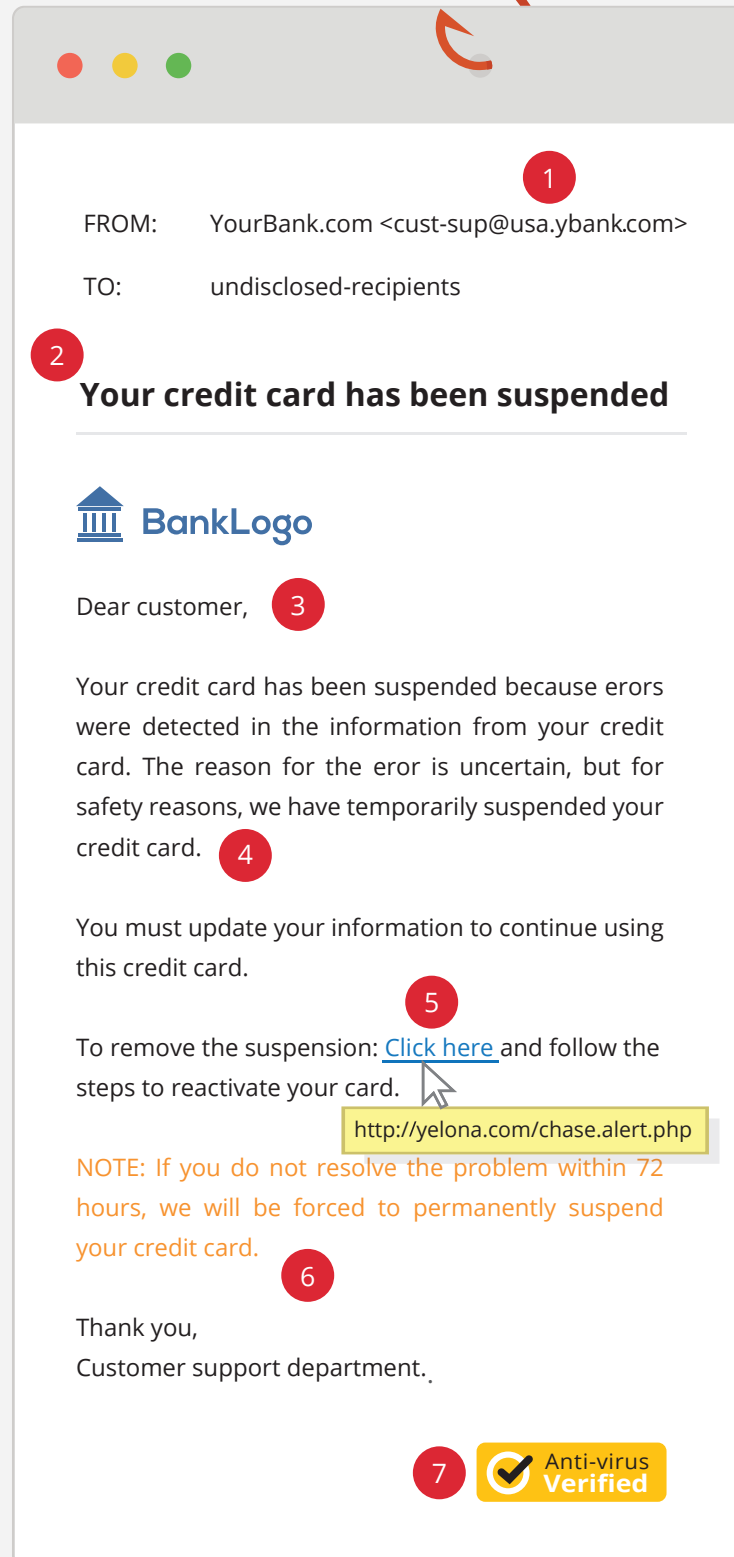 1
FROM: YourBank.com <cust-sup@usa.ybank.com>
TO: undisclosed-recipients
2
Your credit card has been suspended
BankLogo
Dear customer, 3
Your credit card has been suspended because erors
were detected in the information from your credit
card. The reason for the eror is uncertain, but for
safety reasons, we have temporarily suspended your
credit card. 4
You must update your information to continue using
this credit card.
5
To remove the suspension: Click here and follow the
steps to reactivate your card.
http://yelona.com/chase.alert.php
NOTE: If you do not resolve the problem within 72
hours, we will be forced to permanently suspend
your credit card.
6
Thank you,
Customer support department..
7 Anti-virus
Verified